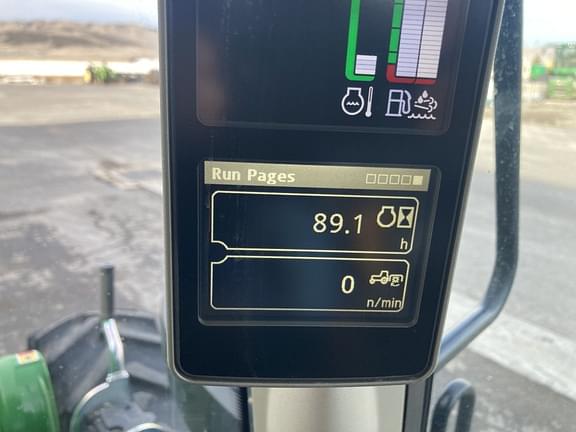 Run Pages
89.1
h
0
n/min